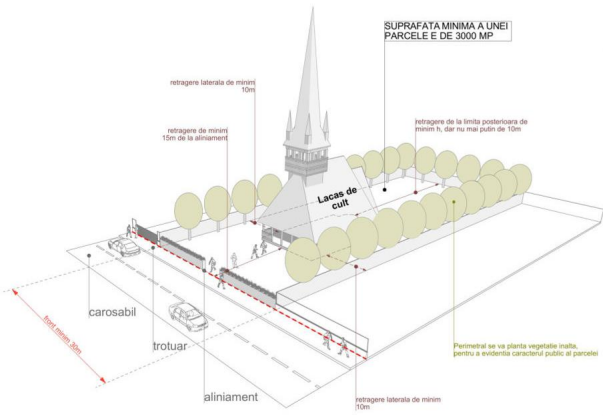 SUPRAFATA MINIMA A UNEI
PARCELE E DE 3000 MP
retragere laterala de minim
10m
retragere de minim
15m de la aliniament
retragere de la limita posterioara de
minim h, dar nu mai putin de 10m
Lacas de
cult
carosabil
trotuar
aliniament
front minim 30m
Perimetral se va planta vegetatie inalta,
pentru a evidentia caracterul public al parcelei
retragere laterala de minim
10m